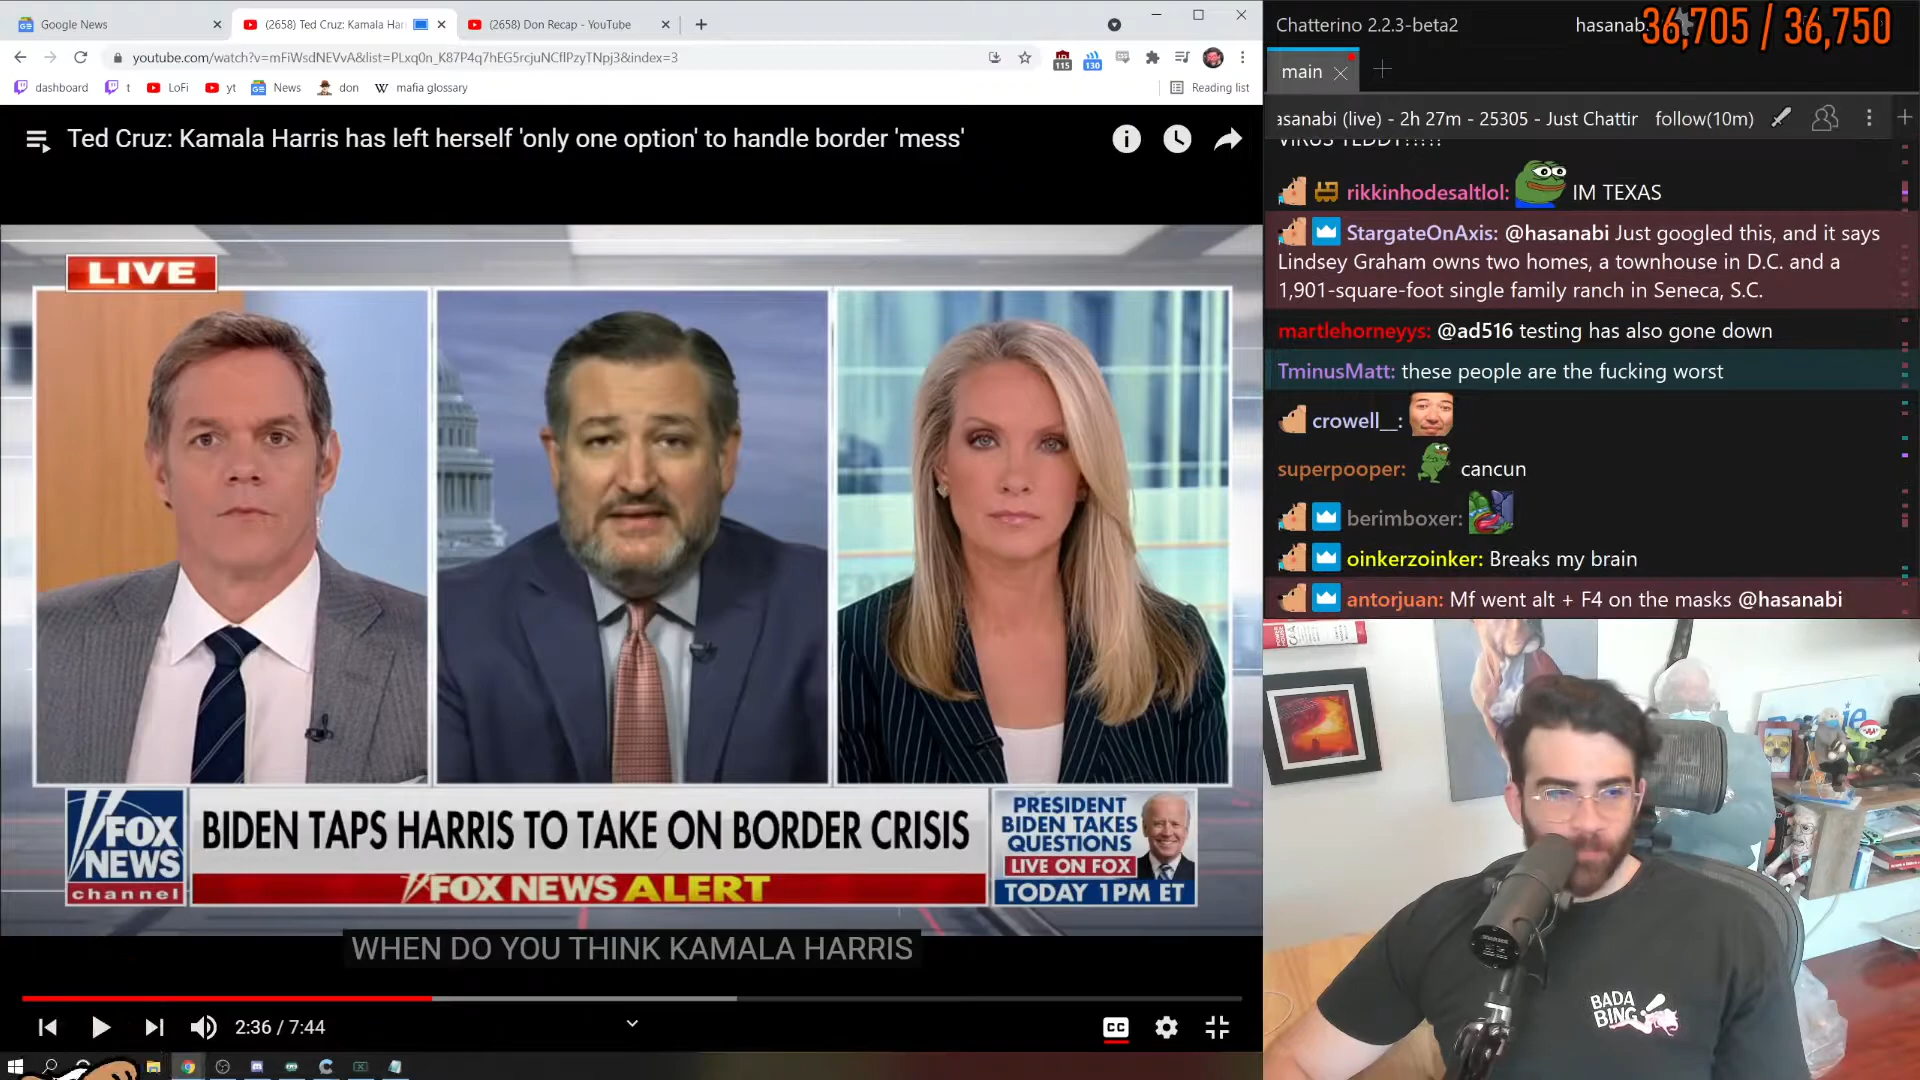 Google News
(2658) Ted Cruz: Kamala Har
(2658) Don Recap - YouTube
youtube.com/watch?v=mFiWsdNEVvA&list=PLxq0n_K87P4q7hEG5rcjuNCflPzyTNpj3&index=3
115
130
dashboard
t
LoFi
yt
News
don
mafia glossary
Reading list
Ted Cruz: Kamala Harris has left herself 'only one option' to handle border 'mess'
LIVE
FOX
NEWS
channel
BIDEN TAPS HARRIS TO TAKE ON BORDER CRISIS
FOX NEWS ALERT
PRESIDENT
BIDEN TAKES
QUESTIONS
LIVE ON FOX
TODAY 1PM ET
WHEN DO YOU THINK KAMALA HARRIS
2:36 / 7:44
CC
Chatterino 2.2.3-beta2
hasanab
36,705 / 36,750
main
asanabi (live) - 2h 27m - 25305 - Just Chattir
follow(10m)
VIRUS TEDDY!!!!!
rikkinhodesaltlol: IM TEXAS
StargateOnAxis: @hasanabi Just googled this, and it says
Lindsey Graham owns two homes, a townhouse in D.C. and a
1,901-square-foot single family ranch in Seneca, S.C.
martlehorneyys: @ad516 testing has also gone down
TminusMatt: these people are the fucking worst
crowell__:
superpooper: cancun
berimboxer:
oinkerzoinker: Breaks my brain
antorjuan: Mf went alt + F4 on the masks @hasanabi
BADA
BING